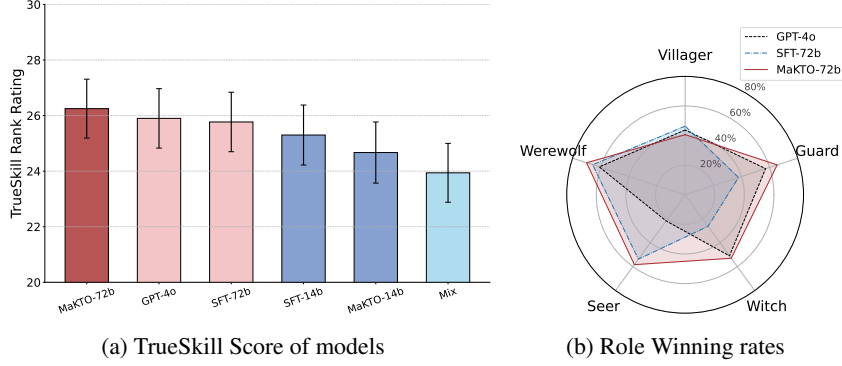 TrueSkill Rank Rating
30
28
26
24
22
20
MaKTO-72b
GPT-4o
SFT-72b
SFT-14b
MaKTO-14b
Mix
(a) TrueSkill Score of models
GPT-4o
SFT-72b
MaKTO-72b
Villager
80%
60%
40%
20%
Werewolf
Guard
Seer
Witch
(b) Role Winning rates